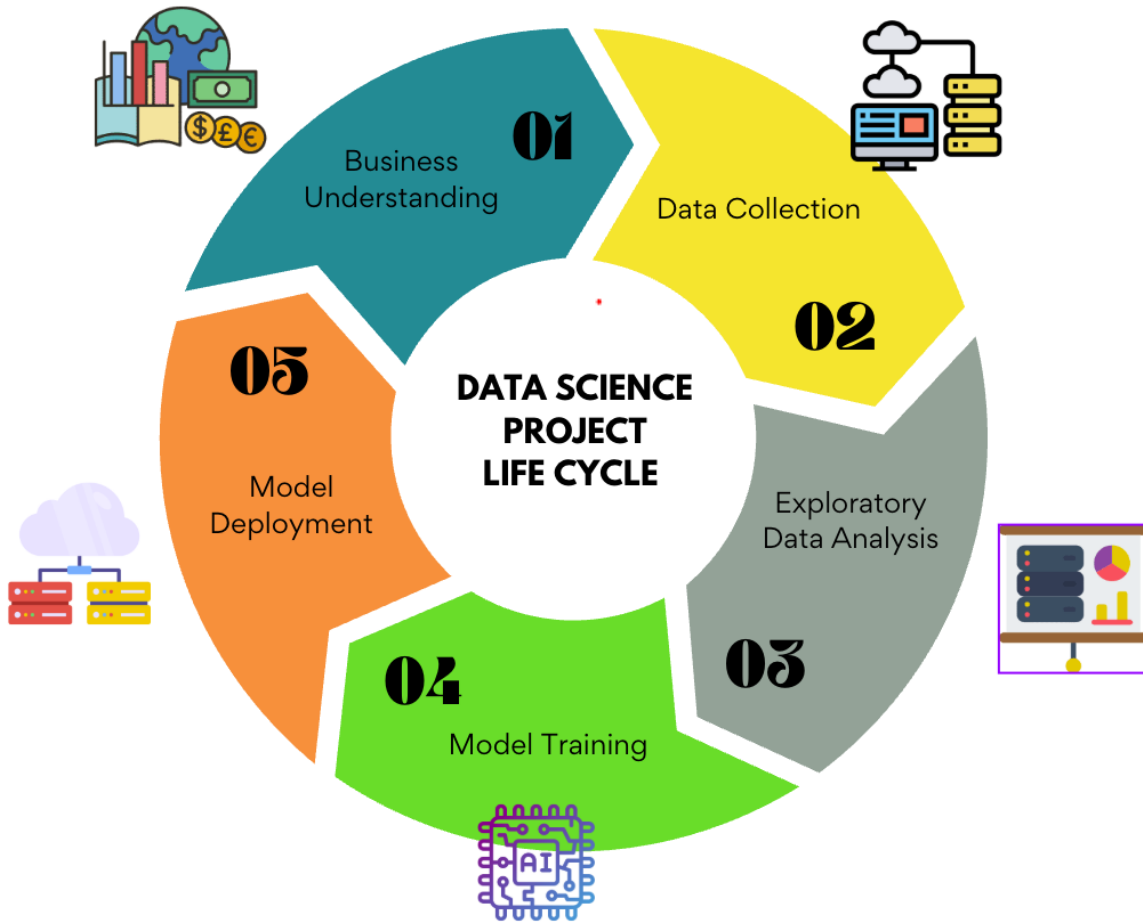 DATA SCIENCE
PROJECT
LIFE CYCLE
01
Business
Understanding
Data Collection
02
Exploratory
Data Analysis
03
04
Model Training
AI
05
Model
Deployment
$ £ €